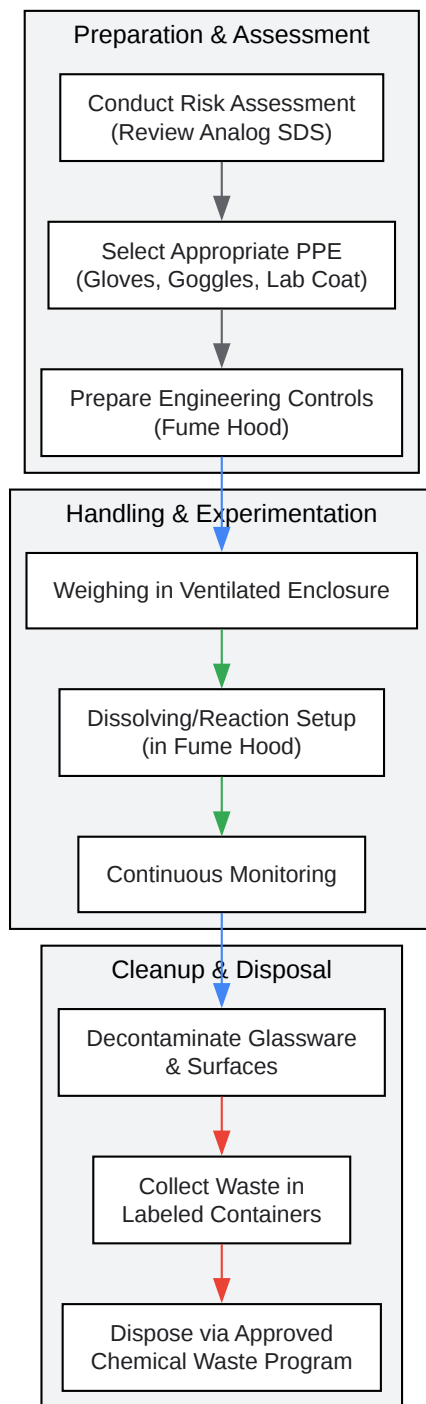 Preparation & Assessment
Conduct Risk Assessment
(Review Analog SDS)
Select Appropriate PPE
(Gloves, Goggles, Lab Coat)
Prepare Engineering Controls
(Fume Hood)
Handling & Experimentation
Weighing in Ventilated Enclosure
Dissolving/Reaction Setup
(in Fume Hood)
Continuous Monitoring
Cleanup & Disposal
Decontaminate Glassware
& Surfaces
Collect Waste in
Labeled Containers
Dispose via Approved
Chemical Waste Program